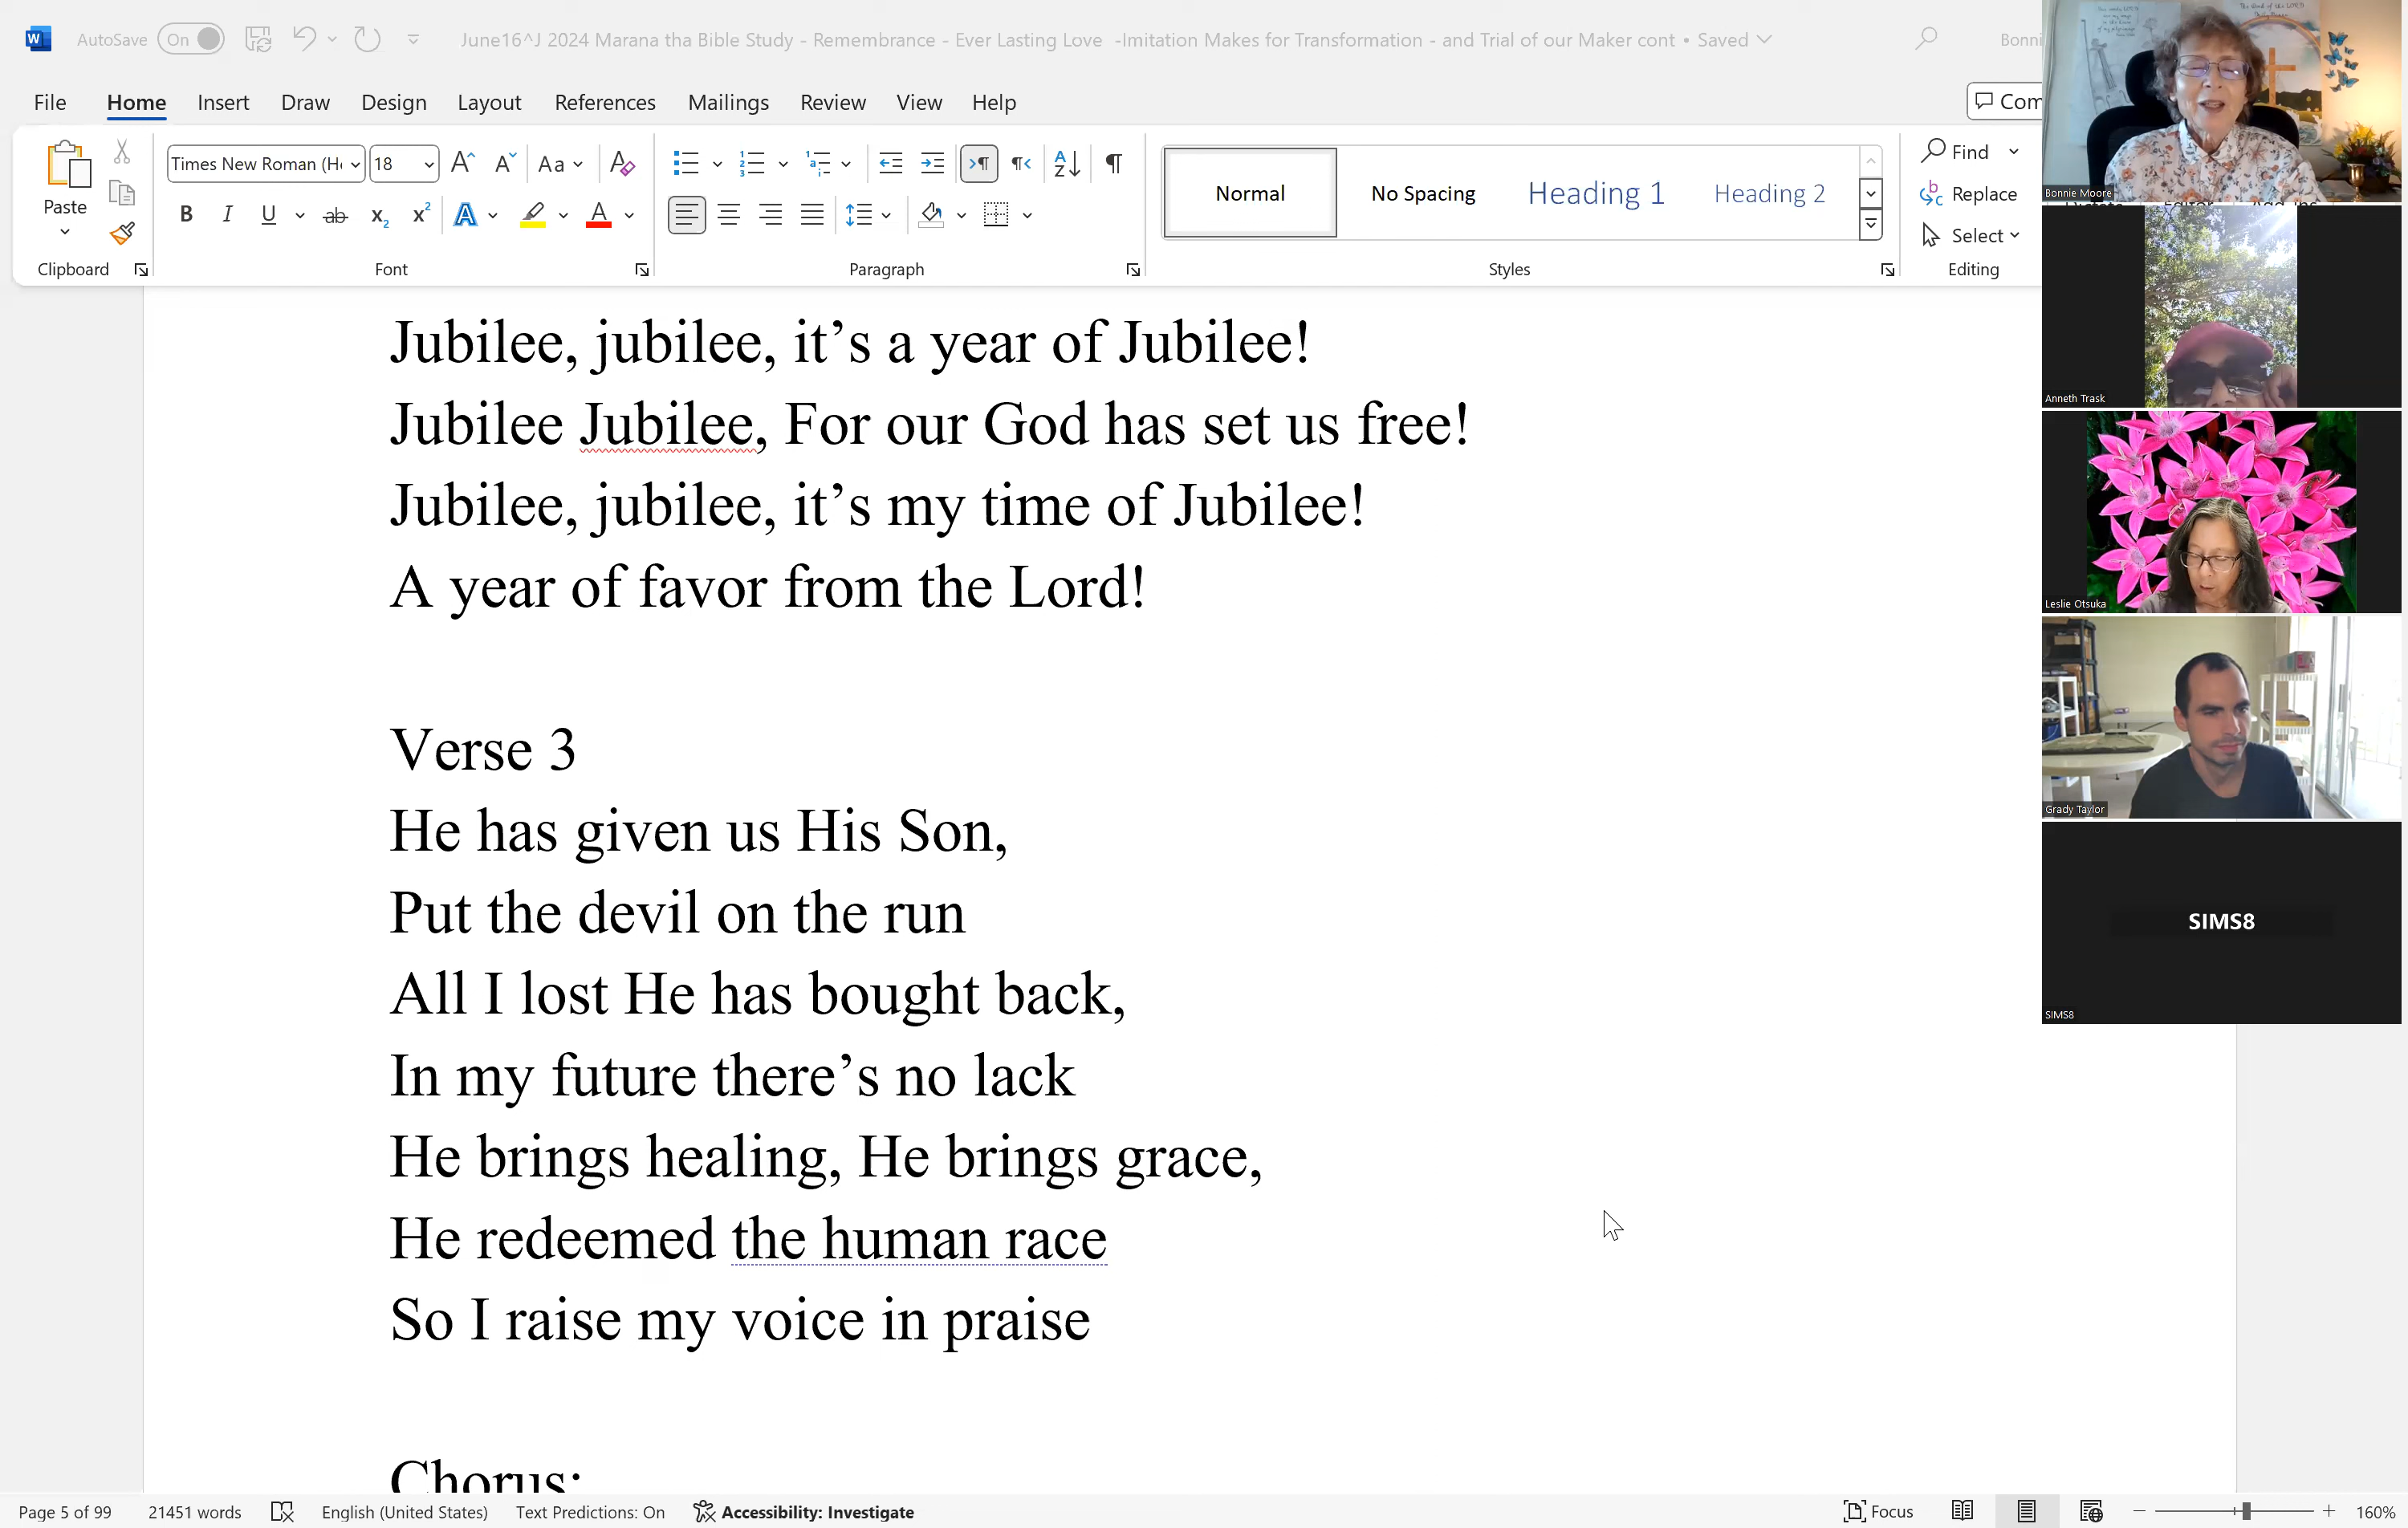 AutoSave On June16^J 2024 Marana tha Bible Study - Remembrance - Ever Lasting Love -Imitation Makes for Transformation - and Trial of our Maker cont • Saved
File Home Insert Draw Design Layout References Mailings Review View Help
Paste
Clipboard
Times New Roman (H 18
Font
Paragraph
Normal No Spacing Heading 1 Heading 2
Styles
Find
Replace
Select
Editing
Bonnie Moore
Anneth Trask
Leslie Otsuka
Grady Taylor
SIMS8
SIMS8
Jubilee, jubilee, it’s a year of Jubilee!
Jubilee Jubilee, For our God has set us free!
Jubilee, jubilee, it’s my time of Jubilee!
A year of favor from the Lord!
Verse 3
He has given us His Son,
Put the devil on the run
All I lost He has bought back,
In my future there’s no lack
He brings healing, He brings grace,
He redeemed the human race
So I raise my voice in praise
Chorus:
Page 5 of 99 21451 words English (United States) Text Predictions: On Accessibility: Investigate Focus 160%